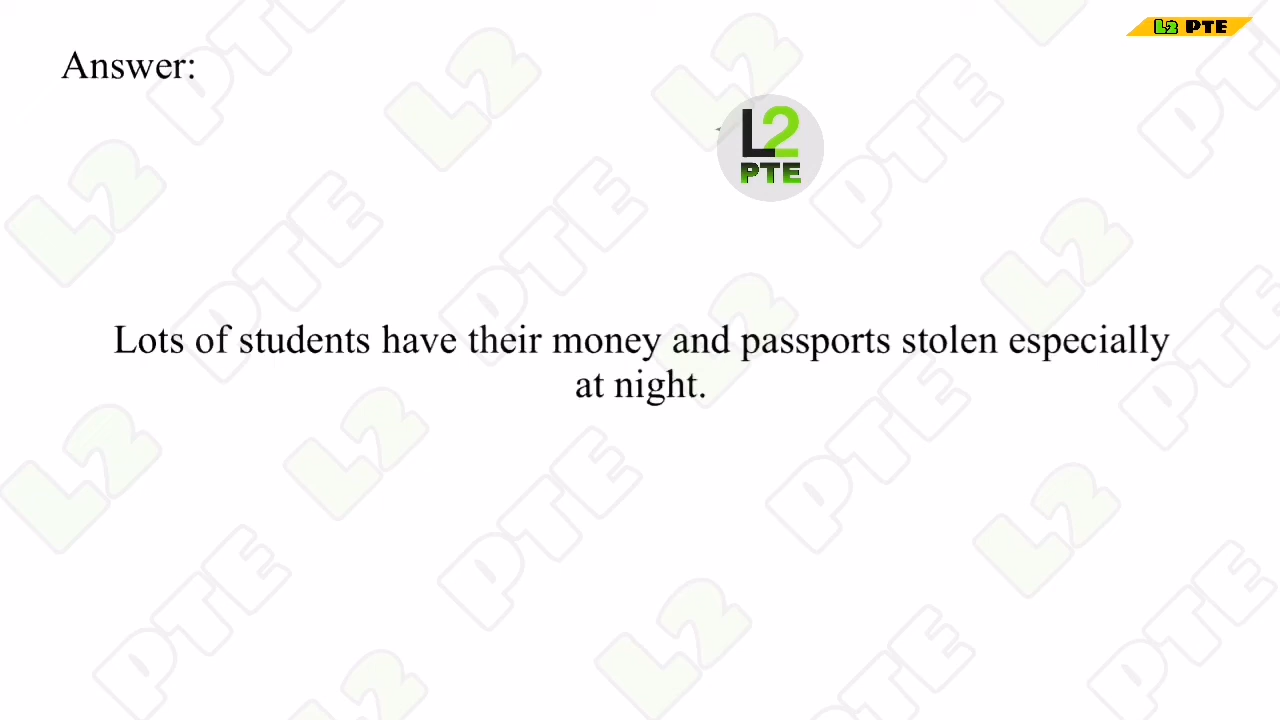 L2 PTE
Answer:
L2
PTE
Lots of students have their money and passports stolen especially
at night.